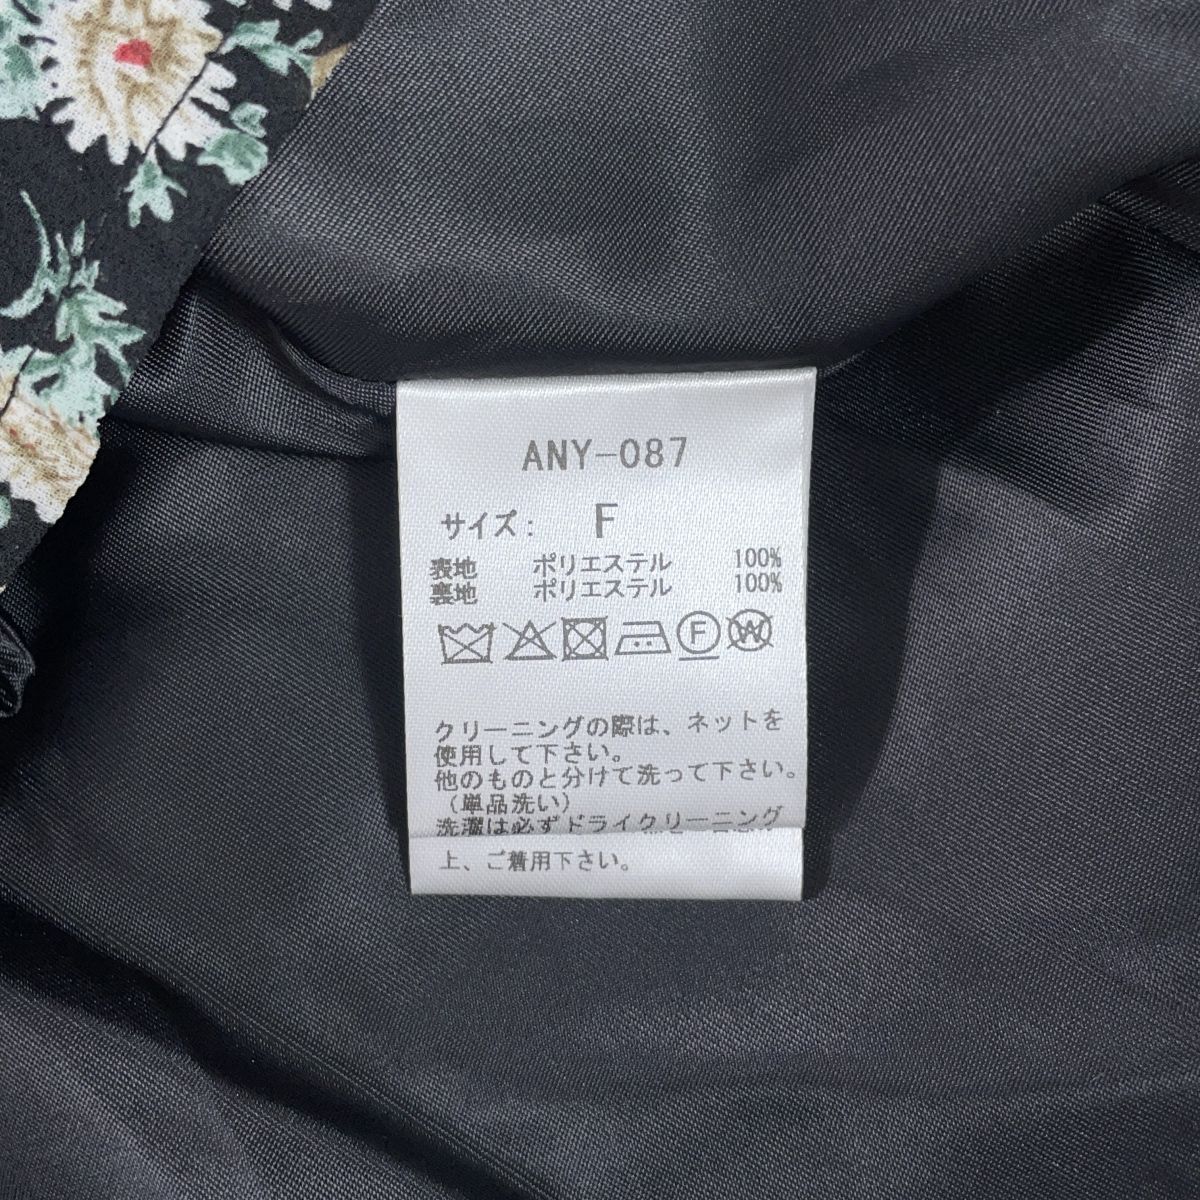 ANY-087
サイズ: F
表地 ポリエステル 100%
裏地 ポリエステル 100%
F W
クリーニングの際は、ネットを
使用して下さい。
他のものと分けて洗って下さい。
(単品洗い)
洗濯は必ずドライクリーニング
上、ご着用下さい。